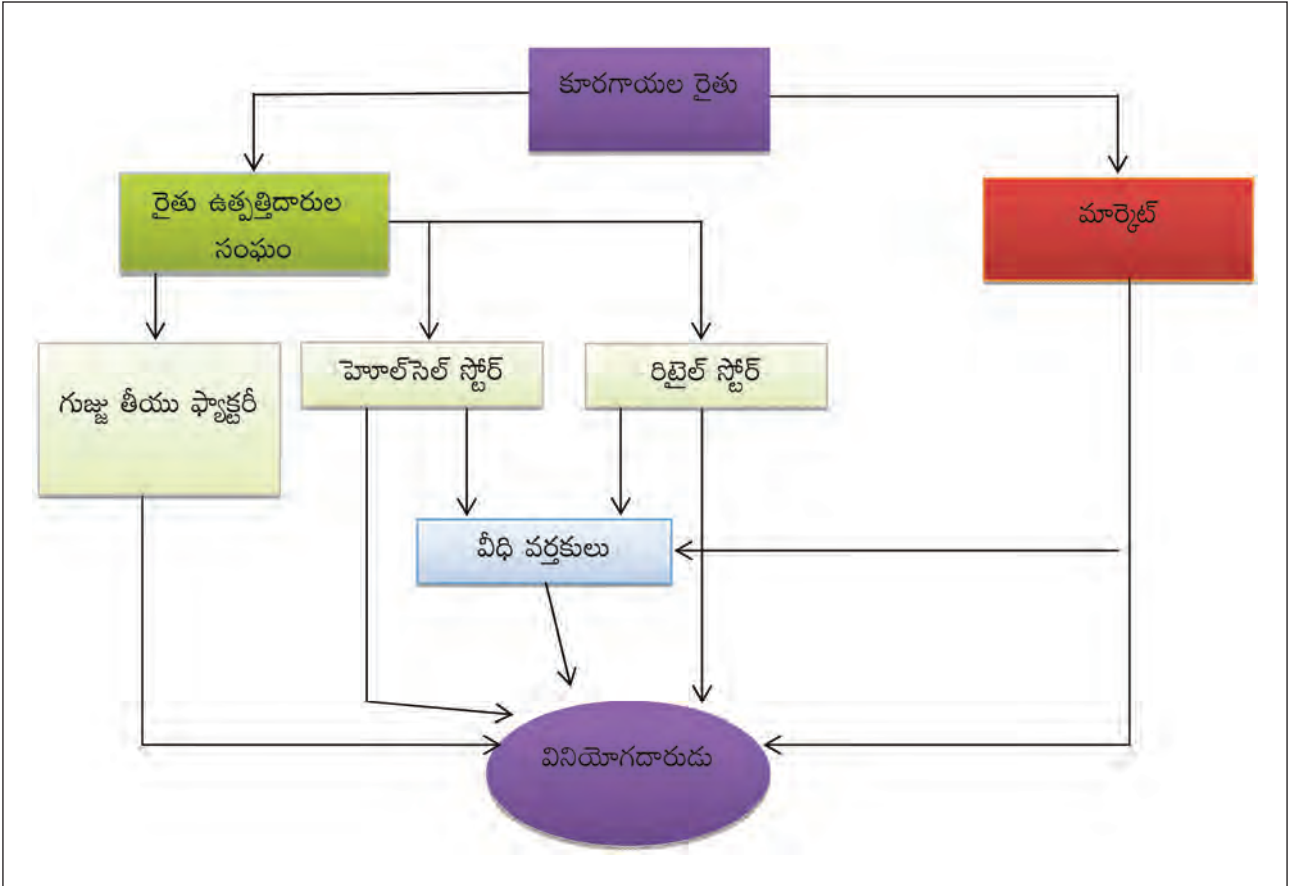 కూరగాయల రైతు
రైతు ఉత్పత్తిదారుల
సంఘం
మార్కెట్
గుజ్జు తీయు ఫ్యాక్టరీ
హెూల్‌సెల్ స్టోర్
రిటైల్ స్టోర్
వీధి వర్తకులు
వినియోగదారుడు